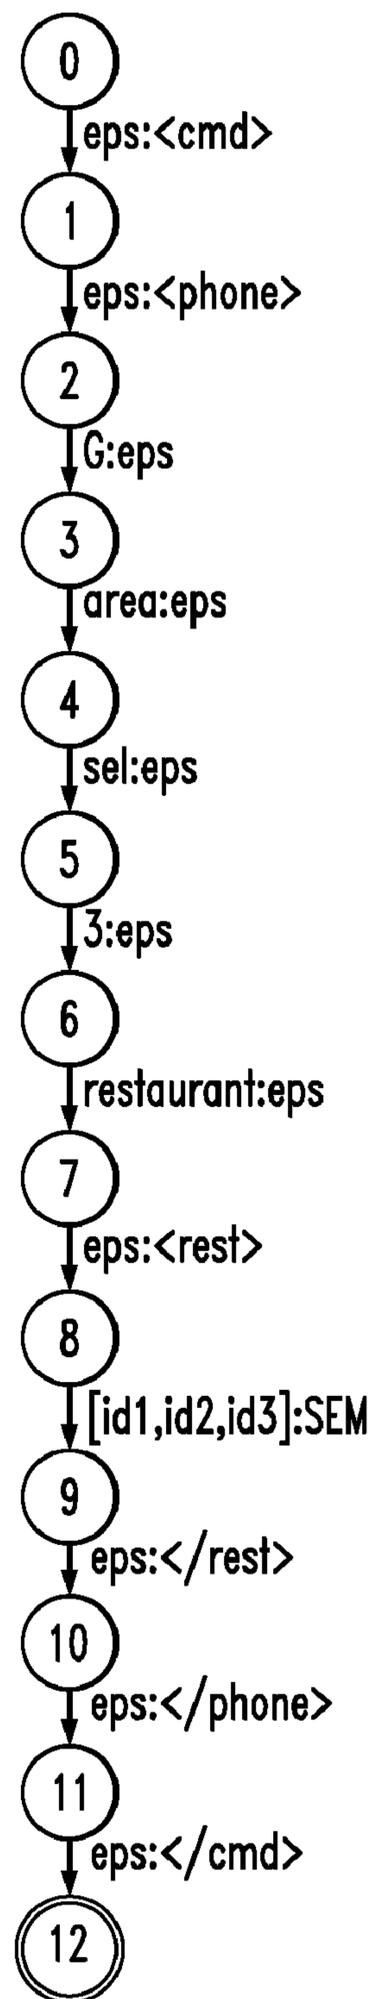 0
eps:<cmd>
1
eps:<phone>
2
G:eps
3
area:eps
4
sel:eps
5
3:eps
6
restaurant:eps
7
eps:<rest>
8
[id1,id2,id3]:SEM
9
eps:</rest>
10
eps:</phone>
11
eps:</cmd>
12